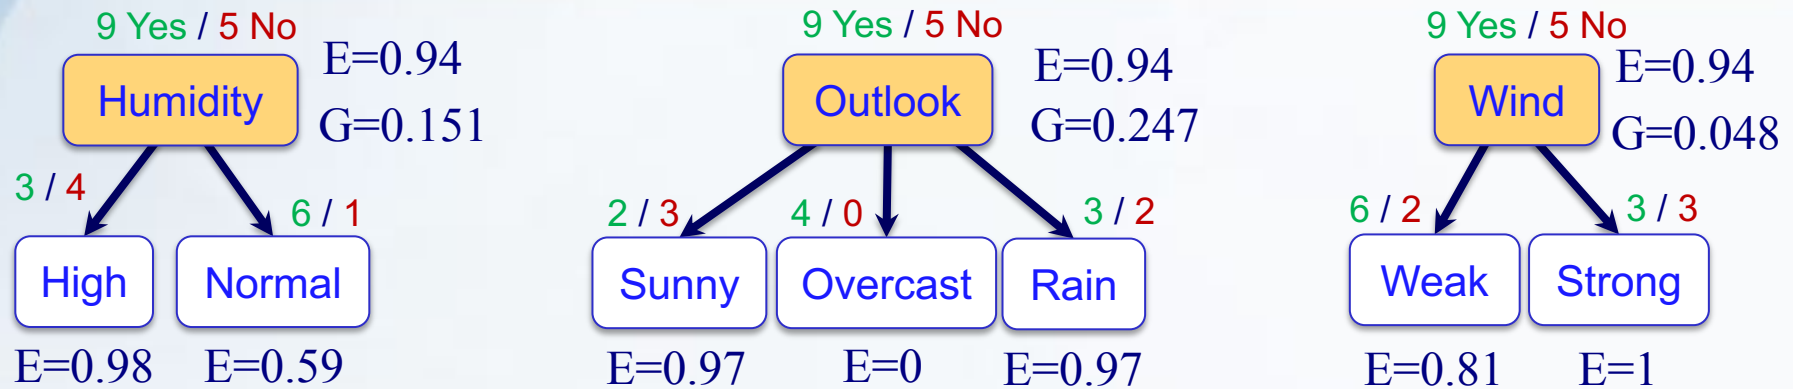 9 Yes / 5 No
E=0.94
Humidity
G=0.151
3 / 4
6 / 1
High
Normal
E=0.98
E=0.59
9 Yes / 5 No
E=0.94
Outlook
G=0.247
2 / 3
4 / 0
3 / 2
Sunny
Overcast
Rain
E=0.97
E=0
E=0.97
9 Yes / 5 No
E=0.94
Wind
G=0.048
6 / 2
3 / 3
Weak
Strong
E=0.81
E=1